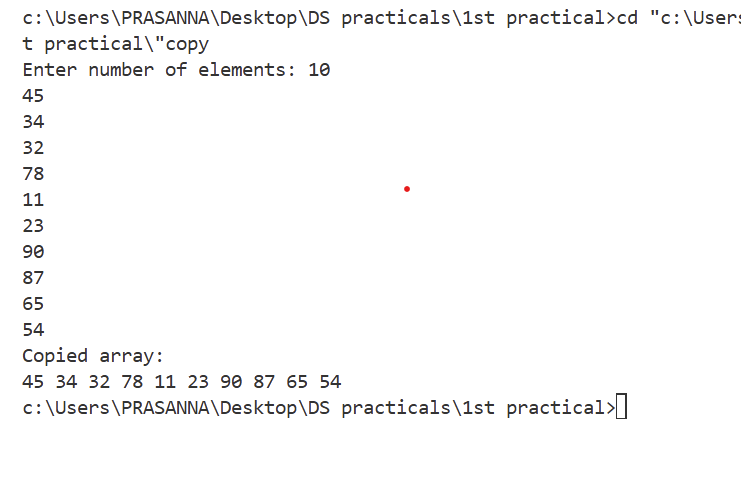 c:\Users\PRASANNA\Desktop\DS practicals\1st practical>cd "c:\Users
t practical\"copy
Enter number of elements: 10
45
34
32
78
11
23
90
87
65
54
Copied array:
45 34 32 78 11 23 90 87 65 54
c:\Users\PRASANNA\Desktop\DS practicals\1st practical>